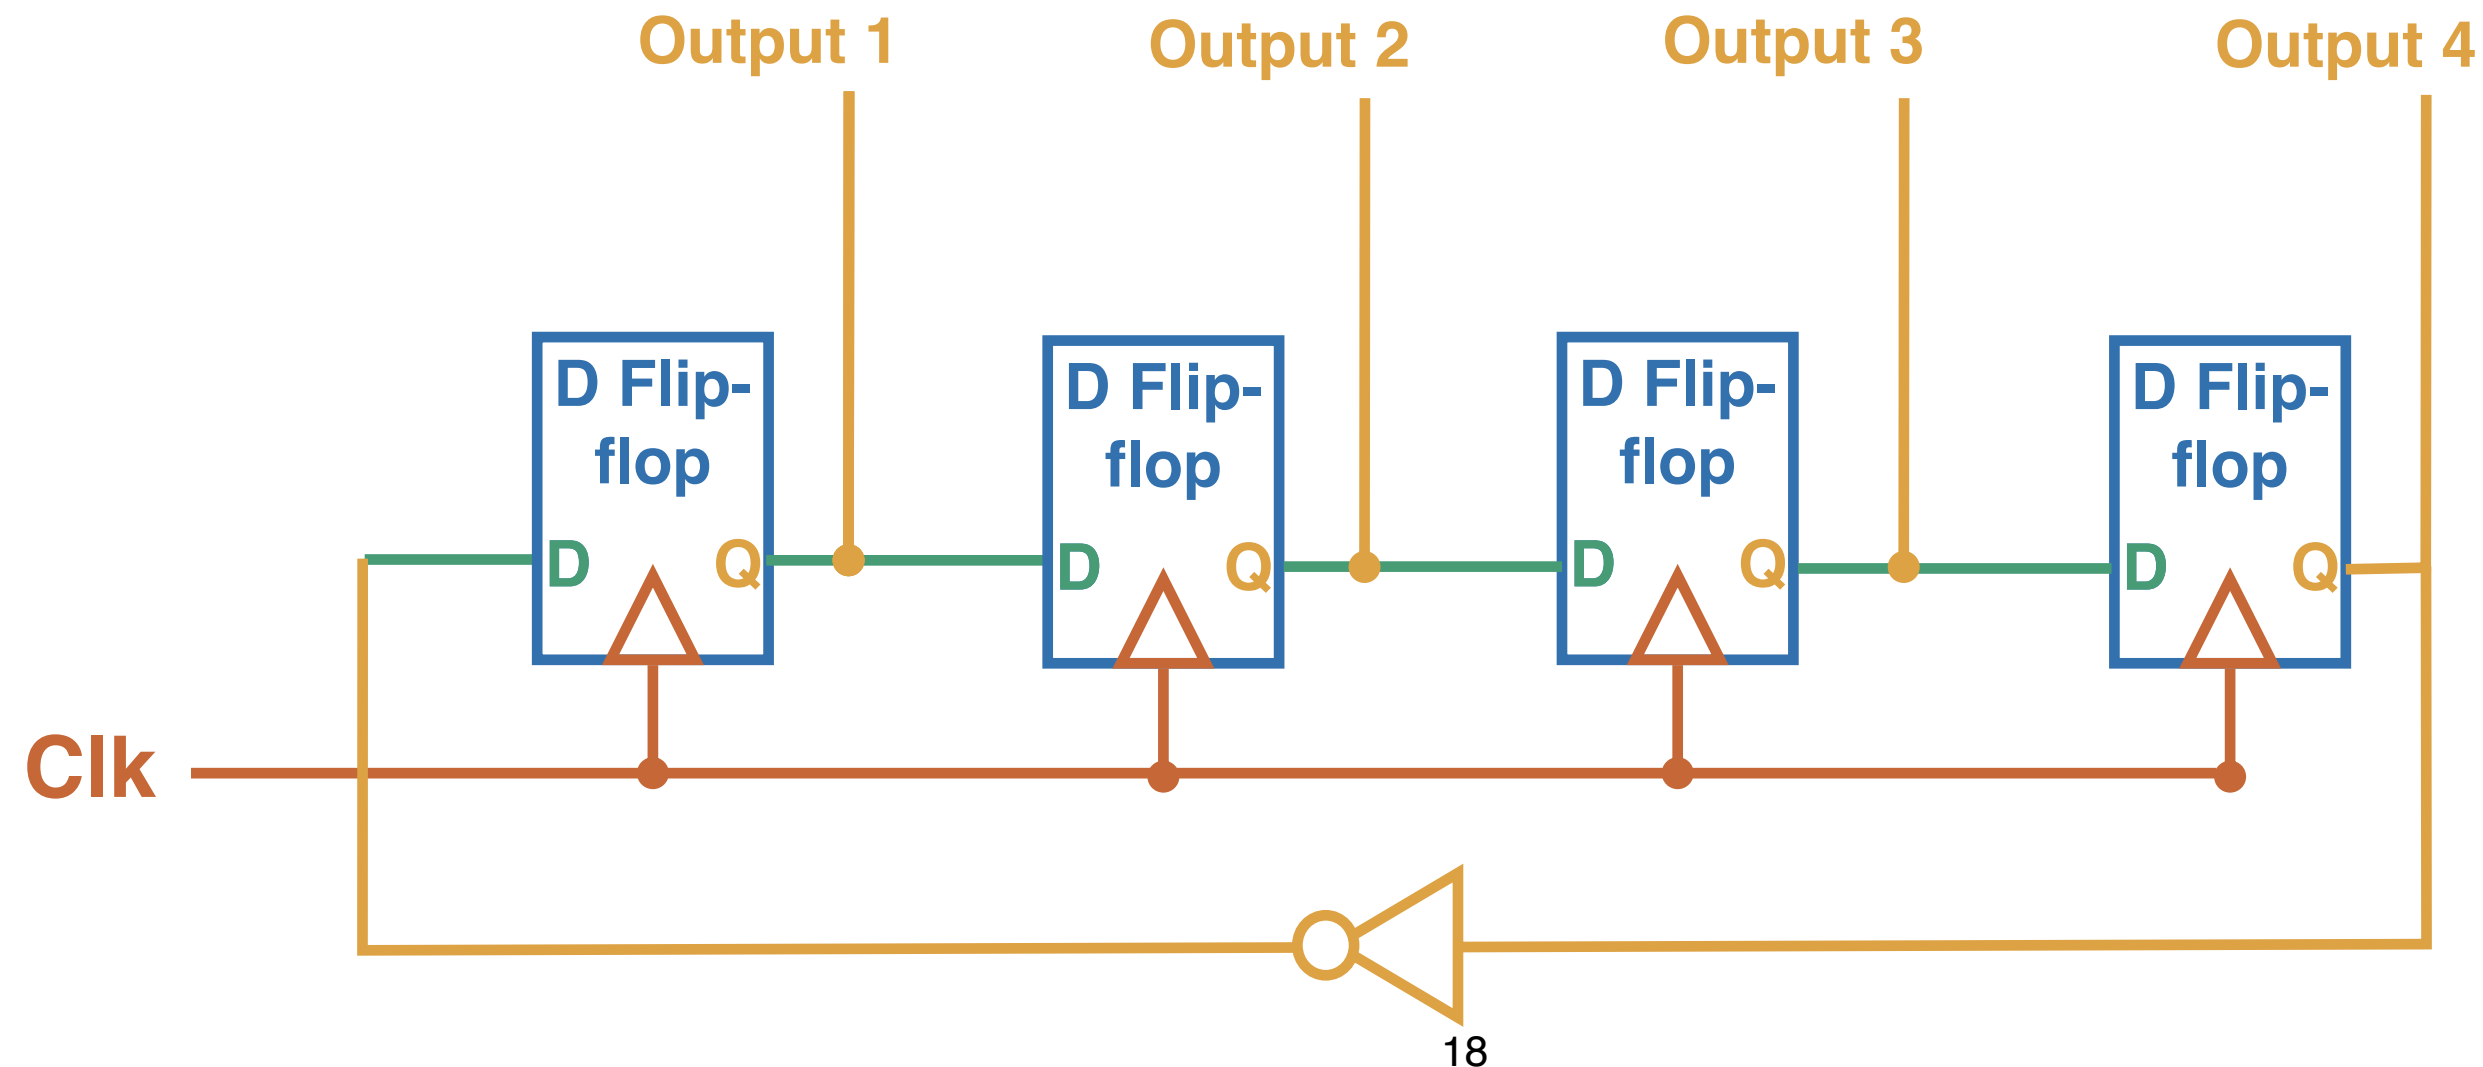 Output 1
Output 2
Output 3
Output 4
D Flip-
flop
D Q
D Flip-
flop
D Q
D Flip-
flop
D Q
D Flip-
flop
D Q
Clk
18